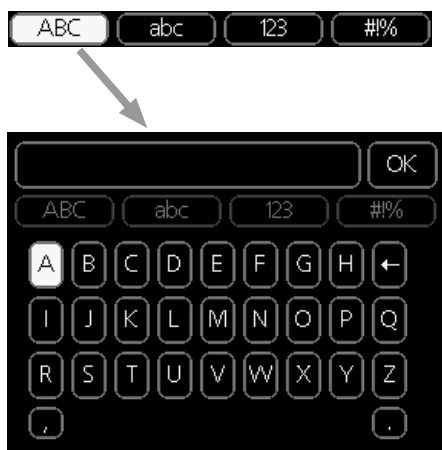 ABC abc 123 #!%
OK
ABC abc 123 #!%
A B C D E F G H ←
I J K L M N O P Q
R S T U V W X Y Z
, .